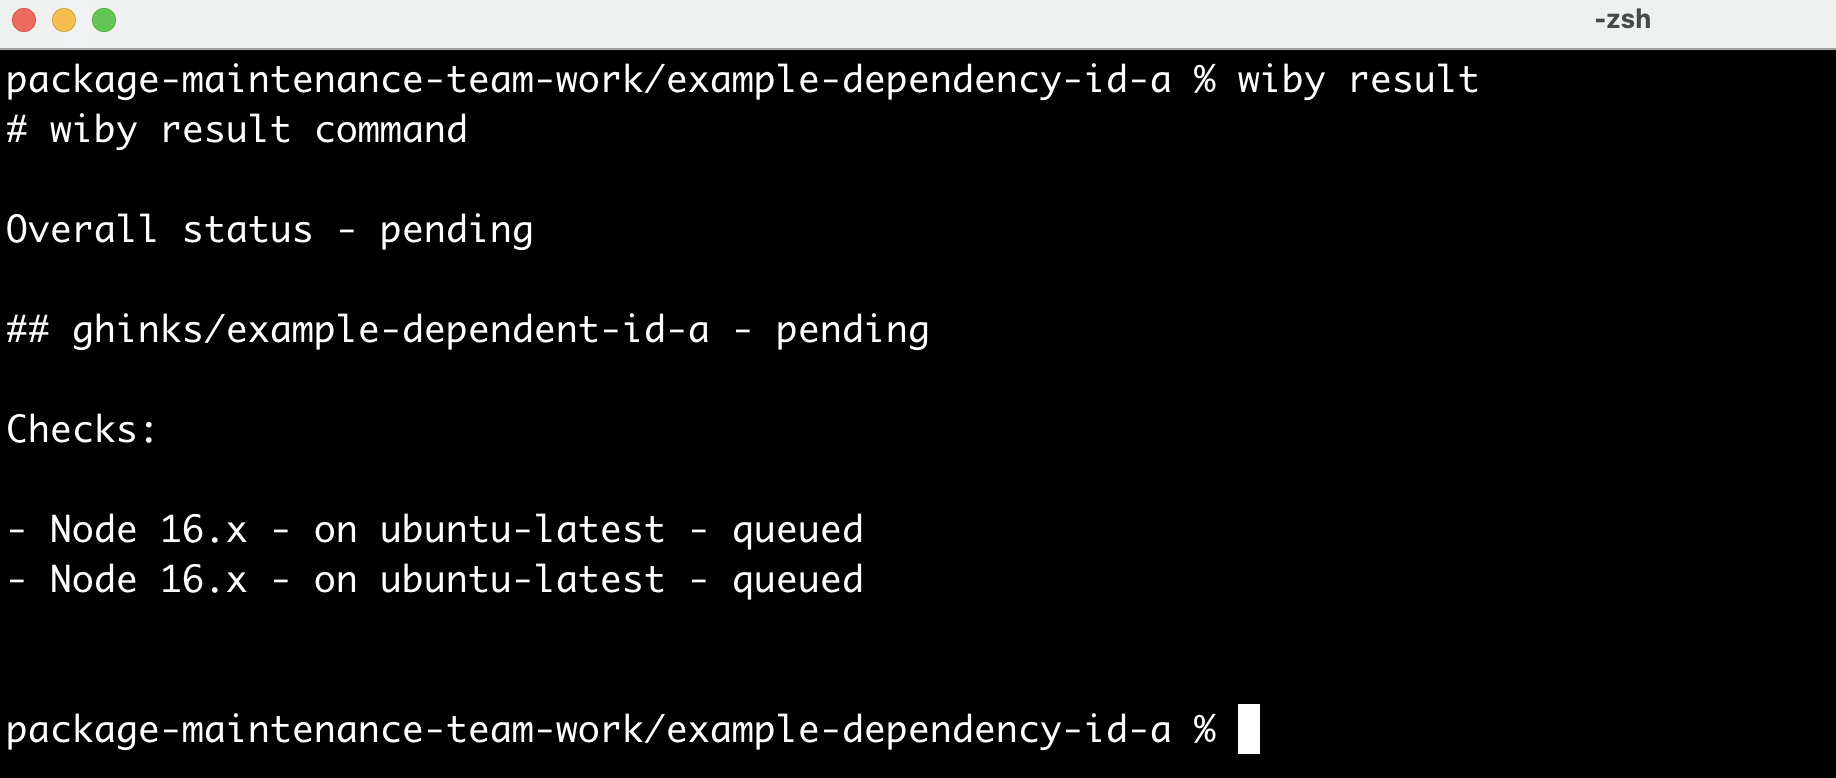 -zsh
package-maintenance-team-work/example-dependency-id-a % wiby result
# wiby result command
Overall status - pending
## ghinks/example-dependent-id-a - pending
Checks:
- Node 16.x - on ubuntu-latest - queued
- Node 16.x - on ubuntu-latest - queued
package-maintenance-team-work/example-dependency-id-a %